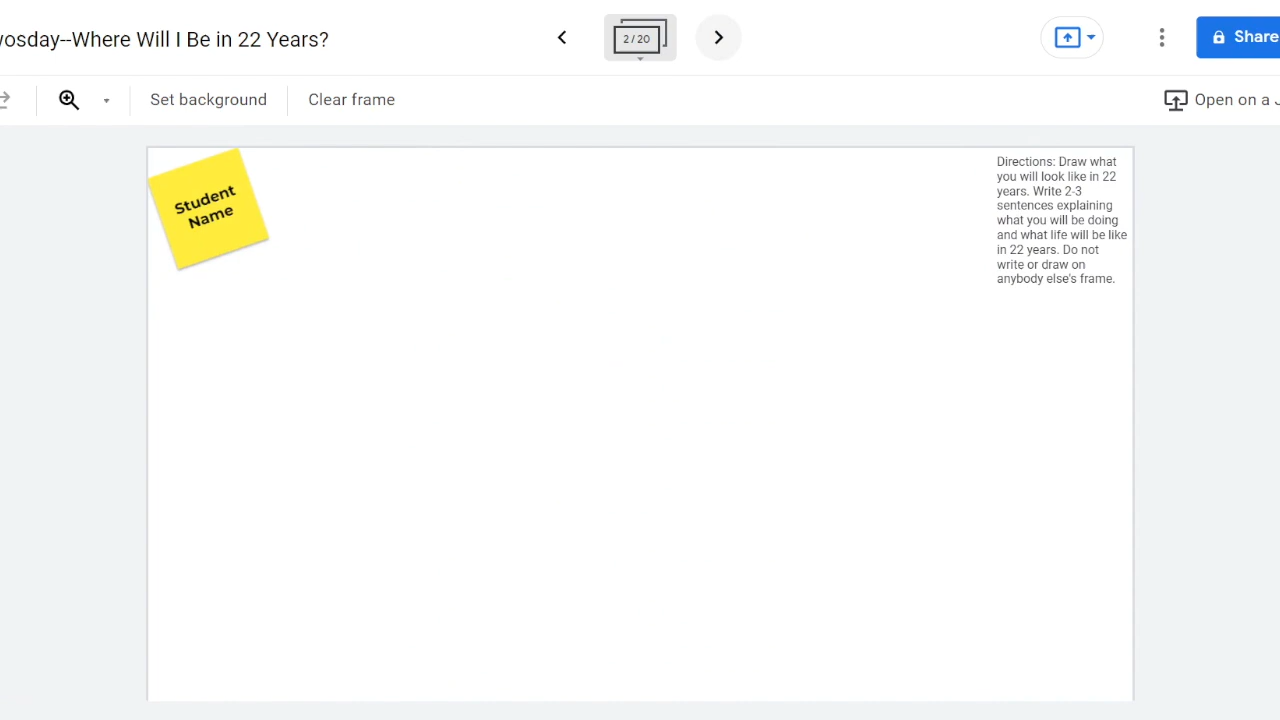 wosday--Where Will I Be in 22 Years?
2 / 20
Share
Set background
Clear frame
Open on a J
Student
Name
Directions: Draw what
you will look like in 22
years. Write 2-3
sentences explaining
what you will be doing
and what life will be like
in 22 years. Do not
write or draw on
anybody else's frame.